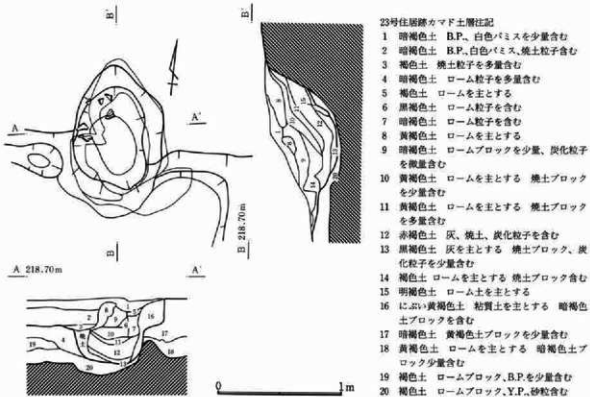 23号住居跡カマド土層注記
1 暗褐色土 B.P.、白色パミスを少量含む
2 暗褐色土 B.P.、白色パミス、焼土粒子含む
3 褐色土 焼土粒子を多量含む
4 暗褐色土 ローム粒子を多量含む
5 褐色土 ロームを主とする
6 黒褐色土 ローム粒子を含む
7 暗褐色土 ローム粒子を含む
8 黄褐色土 ロームを主とする
9 暗褐色土 ロームブロックを少量、炭化粒子
を微量含む
10 黄褐色土 ロームを主とする 焼土ブロック
を少量含む
11 黄褐色土 ロームを主とする 焼土ブロック
を多量含む
12 赤褐色土 灰、焼土、炭化粒子を含む
13 黒褐色土 灰を主とする 焼土ブロック、炭
化粒子を少量含む
14 褐色土 ロームを主とする 焼土ブロック含む
15 明褐色土 ローム土を主とする
16 にぶい黄褐色土 粘質土を主とする 暗褐色
土ブロックを含む
17 暗褐色土 黄褐色土ブロックを少量含む
18 黄褐色土 ロームを主とする 暗褐色土ブ
ロック少量含む
19 褐色土 ロームブロック、B.P.を少量含む
20 褐色土 ロームブロック、Y.P.、砂粒含む
B'
B'
A
A'
B
B 218.70m
A 218.70m
A'
0 1m